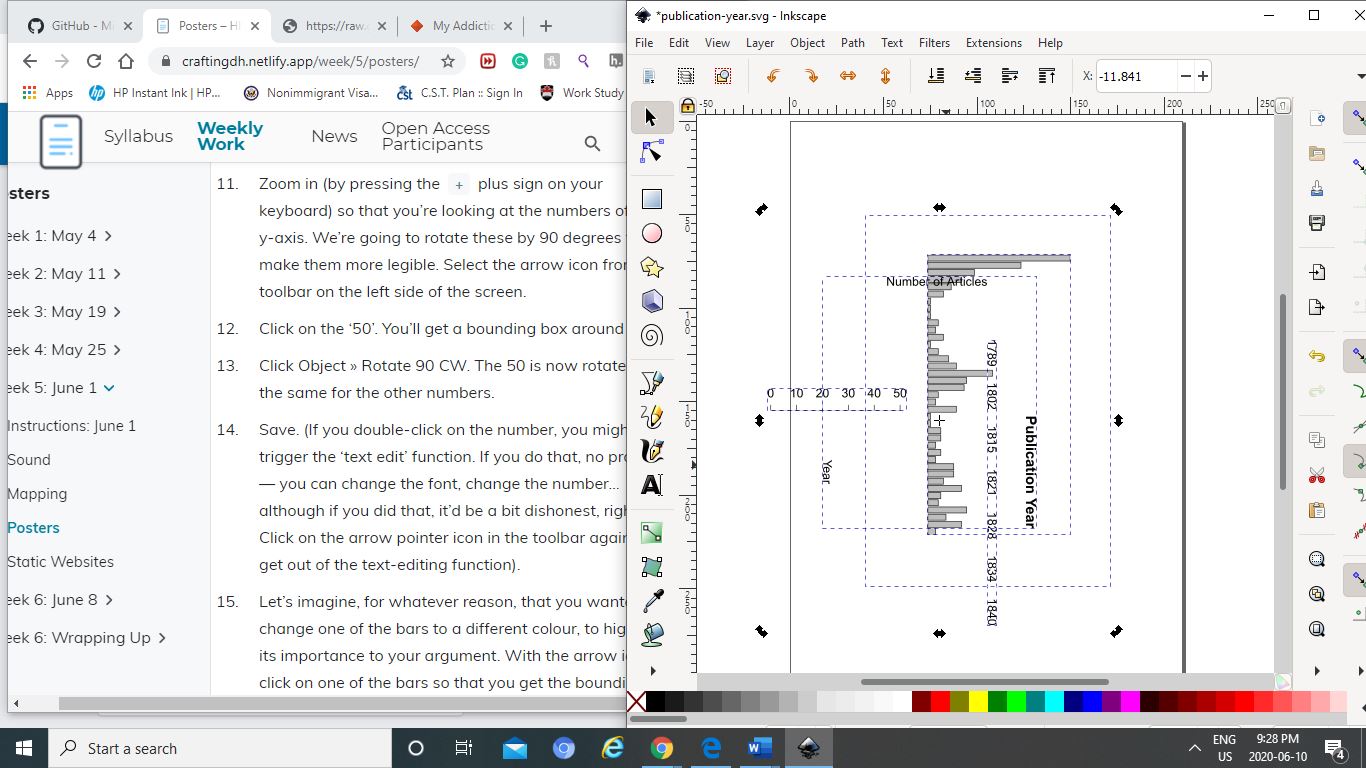 GitHub - Mi
Posters – HI
https://raw.c
My Addictic
craftingdh.netlify.app/week/5/posters/
Apps
HP Instant Ink | HP...
Nonimmigrant Visa...
C.S.T. Plan :: Sign In
Work Study
Syllabus
Weekly Work
News
Open Access Participants
osters
eek 1: May 4
eek 2: May 11
eek 3: May 19
eek 4: May 25
eek 5: June 1
Instructions: June 1
Sound
Mapping
Posters
Static Websites
eek 6: June 8
eek 6: Wrapping Up
11. Zoom in (by pressing the + plus sign on your
keyboard) so that you're looking at the numbers of
y-axis. We're going to rotate these by 90 degrees
make them more legible. Select the arrow icon from
toolbar on the left side of the screen.
12. Click on the '50'. You'll get a bounding box around
13. Click Object » Rotate 90 CW. The 50 is now rotate
the same for the other numbers.
14. Save. (If you double-click on the number, you migh
trigger the 'text edit' function. If you do that, no pro
— you can change the font, change the number...
although if you did that, it'd be a bit dishonest, righ
Click on the arrow pointer icon in the toolbar again
get out of the text-editing function).
15. Let's imagine, for whatever reason, that you wante
change one of the bars to a different colour, to hig
its importance to your argument. With the arrow i
click on one of the bars so that you get the boundi
*publication-year.svg - Inkscape
File Edit View Layer Object Path Text Filters Extensions Help
X: -11.841
-50 0 50 100 150 200 250
0
50
100
150
200
250
Number of Articles
0 10 20 30 40 50
Year
1789 1802 1815 1821 1828 1834 1840
Publication Year
Start a search
ENG
US
9:28 PM
2020-06-10
4